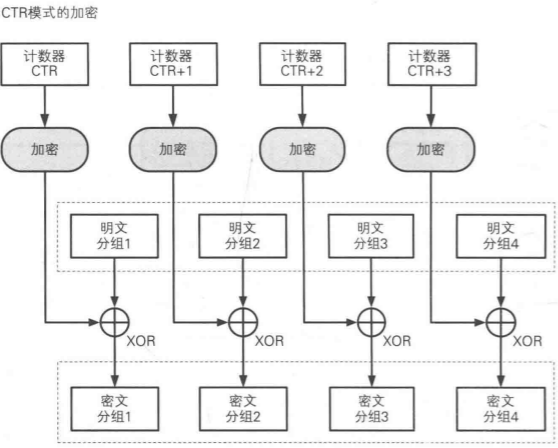 CTR模式的加密
计数器
CTR
计数器
CTR+1
计数器
CTR+2
计数器
CTR+3
加密
加密
加密
加密
明文
分组1
明文
分组2
明文
分组3
明文
分组4
XOR
XOR
XOR
XOR
密文
分组1
密文
分组2
密文
分组3
密文
分组4